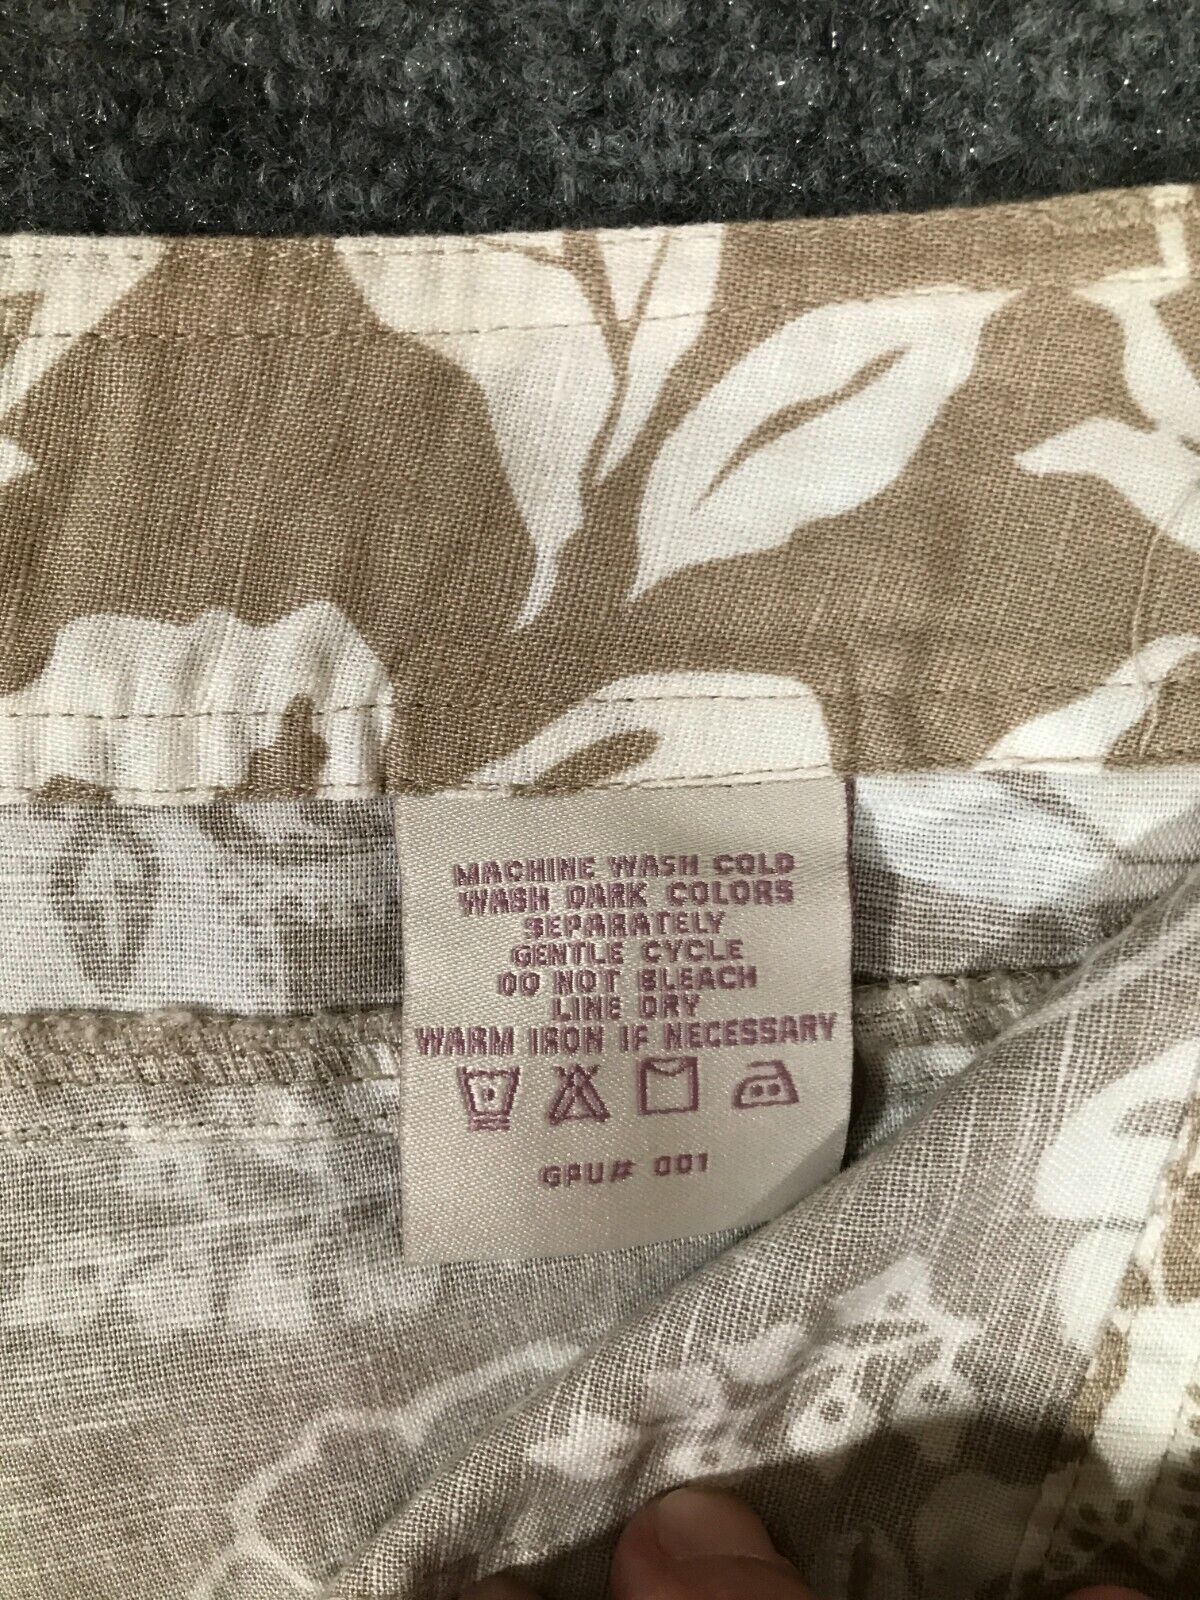 MACHINE WASH COLD
WASH DARK COLORS
SEPARATELY
GENTLE CYCLE
DO NOT BLEACH
LINE DRY
WARM IRON IF NECESSARY
GPU# 001